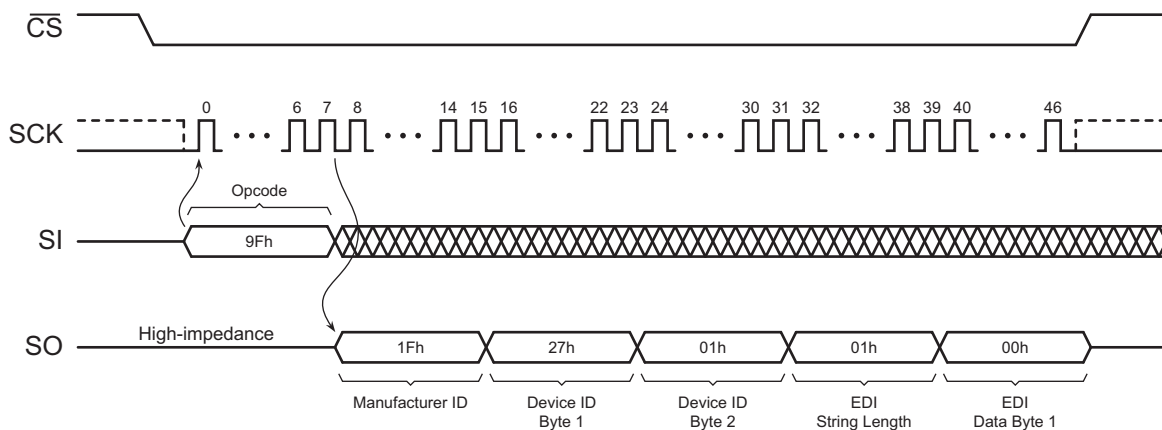 CS
0 6 7 8 14 15 16 22 23 24 30 31 32 38 39 40 46
SCK
Opcode
SI
9Fh
High-impedance
SO
1Fh 27h 01h 01h 00h
Manufacturer ID Device ID EDI
Byte 1 Device ID
Byte 2 EDI
String Length
Data Byte 1